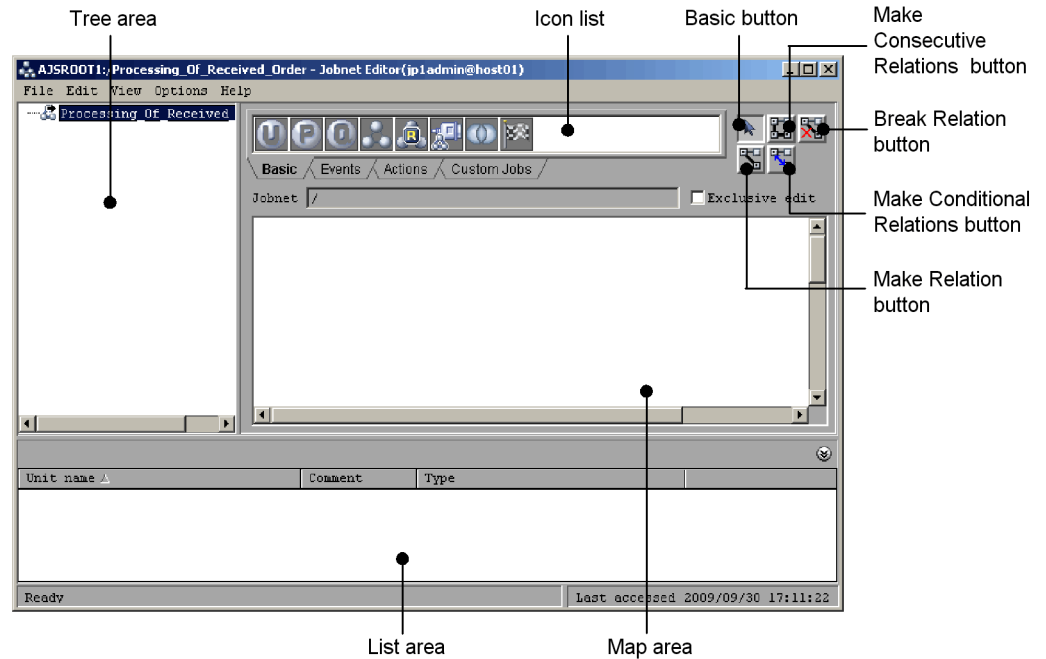 Tree area
Icon list
Basic button
Make
Consecutive
Relations button
AJSROOT1:/Processing_Of_Received_Order - Jobnet Editor(jp1admin@host01)
File Edit View Options Help
Processing_Of_Received
U P Q R
Break Relation
button
Basic Events Actions Custom Jobs
Jobnet / Exclusive edit
Make Conditional
Relations button
Make Relation
button
Unit name Comment Type
Ready Last accessed 2009/09/30 17:11:22
List area
Map area